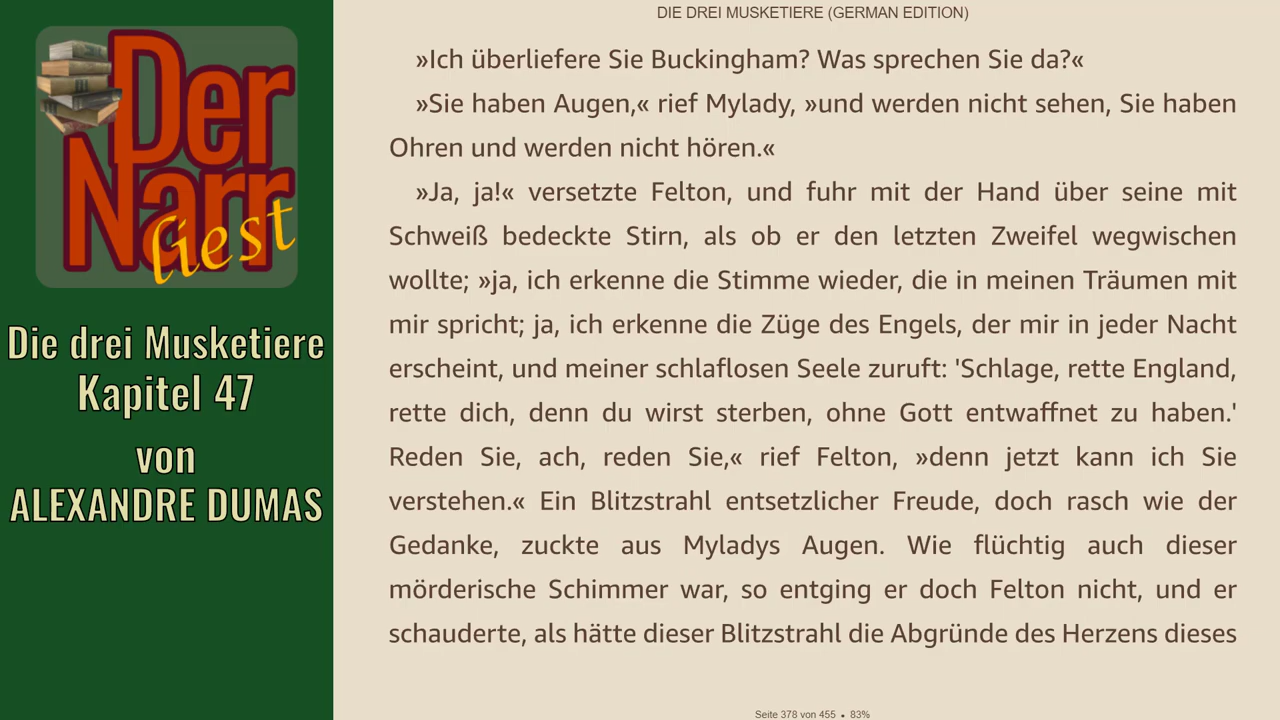 Der
Narr
liest
Die drei Musketiere
Kapitel 47
von
ALEXANDRE DUMAS
DIE DREI MUSKETIERE (GERMAN EDITION)
»Ich überliefere Sie Buckingham? Was sprechen Sie da?«
»Sie haben Augen,« rief Mylady, »und werden nicht sehen, Sie haben
Ohren und werden nicht hören.«
»Ja, ja!« versetzte Felton, und fuhr mit der Hand über seine mit
Schweiß bedeckte Stirn, als ob er den letzten Zweifel wegwischen
wollte; »ja, ich erkenne die Stimme wieder, die in meinen Träumen mit
mir spricht; ja, ich erkenne die Züge des Engels, der mir in jeder Nacht
erscheint, und meiner schlaflosen Seele zuruft: 'Schlage, rette England,
rette dich, denn du wirst sterben, ohne Gott entwaffnet zu haben.'
Reden Sie, ach, reden Sie,« rief Felton, »denn jetzt kann ich Sie
verstehen.« Ein Blitzstrahl entsetzlicher Freude, doch rasch wie der
Gedanke, zuckte aus Myladys Augen. Wie flüchtig auch dieser
mörderische Schimmer war, so entging er doch Felton nicht, und er
schauderte, als hätte dieser Blitzstrahl die Abgründe des Herzens dieses
Seite 378 von 455 • 83%